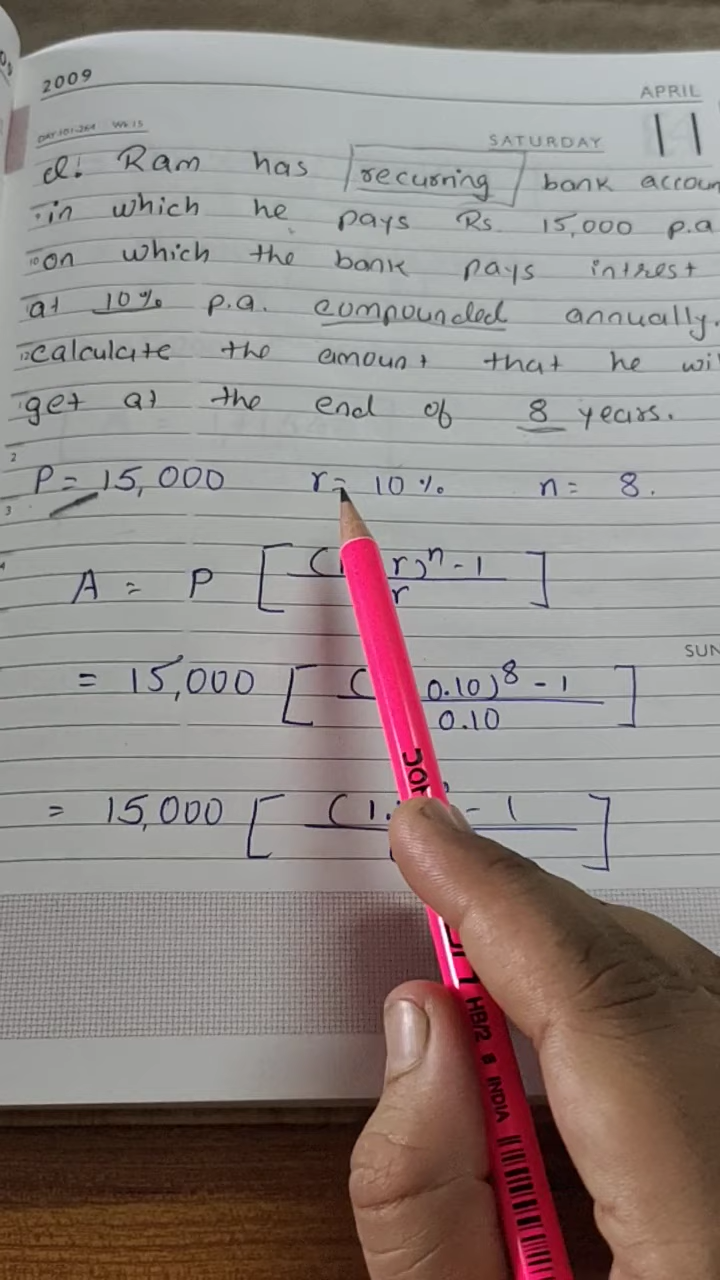 2009
APRIL
SATURDAY 11
Q: Ram has recurring bank accoun
in which he pays Rs. 15,000 p.a
on which the bank pays intrest
at 10% p.a. compounded annually.
calculate the amount that he wi
get at the end of 8 years.
P = 15,000 r = 10% n = 8.
A = P [ ( r)ⁿ - 1
r ]
SUN
= 15,000 [ ( 0.10)⁸ - 1
0.10 ]
= 15,000 [ (1. - 1
]
HB/2 INDIA